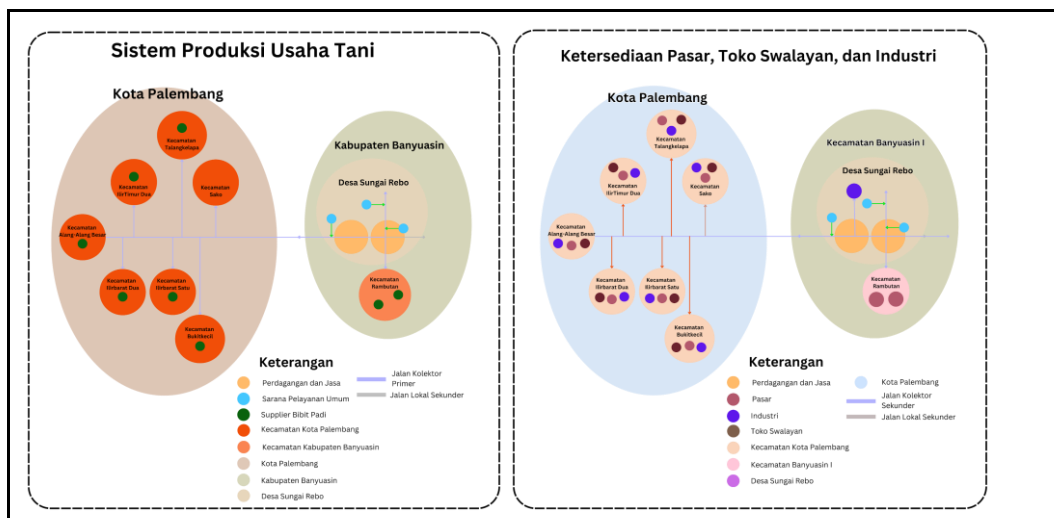 Sistem Produksi Usaha Tani
Kota Palembang
Kecamatan
Talangkelapa
Kecamatan
IlirTimur Dua
Kecamatan
Sako
Kecamatan
Alang-Alang Besar
Kecamatan
Ilirbarat Dua
Kecamatan
Ilirbarat Satu
Kecamatan
Bukitkecil
Kabupaten Banyuasin
Desa Sungai Rebo
Kecamatan
Rambutan
Keterangan
Perdagangan dan Jasa
Sarana Pelayanan Umum
Supplier Bibit Padi
Kecamatan Kota Palembang
Kecamatan Kabupaten Banyuasin
Kota Palembang
Kabupaten Banyuasin
Desa Sungai Rebo
Jalan Kolektor
Primer
Jalan Lokal Sekunder
Ketersediaan Pasar, Toko Swalayan, dan Industri
Kota Palembang
Kecamatan
Talangkelapa
Kecamatan
IlirTimur Dua
Kecamatan
Sako
Kecamatan
Alang-Alang Besar
Kecamatan
Ilirbarat Dua
Kecamatan
Ilirbarat Satu
Kecamatan
Bukitkecil
Kecamatan Banyuasin I
Desa Sungai Rebo
Kecamatan
Rambutan
Keterangan
Perdagangan dan Jasa
Pasar
Industri
Toko Swalayan
Kecamatan Kota Palembang
Kecamatan Banyuasin I
Desa Sungai Rebo
Kota Palembang
Jalan Kolektor
Sekunder
Jalan Lokal Sekunder